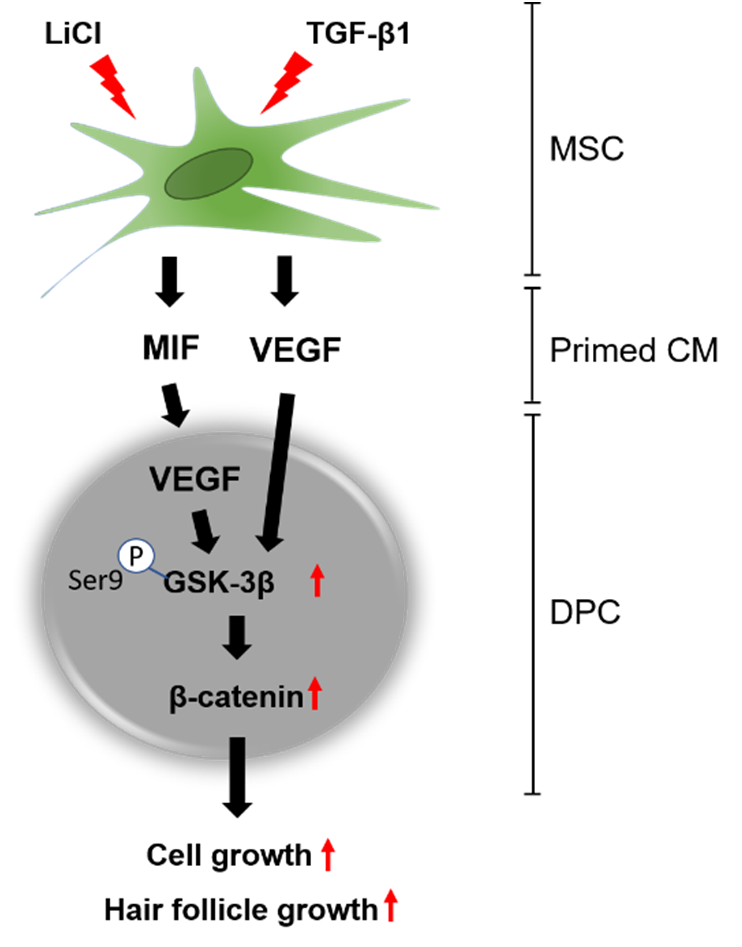 LiCl
TGF-β1
MSC
MIF
VEGF
Primed CM
VEGF
P
Ser9
GSK-3β
DPC
β-catenin
Cell growth
Hair follicle growth